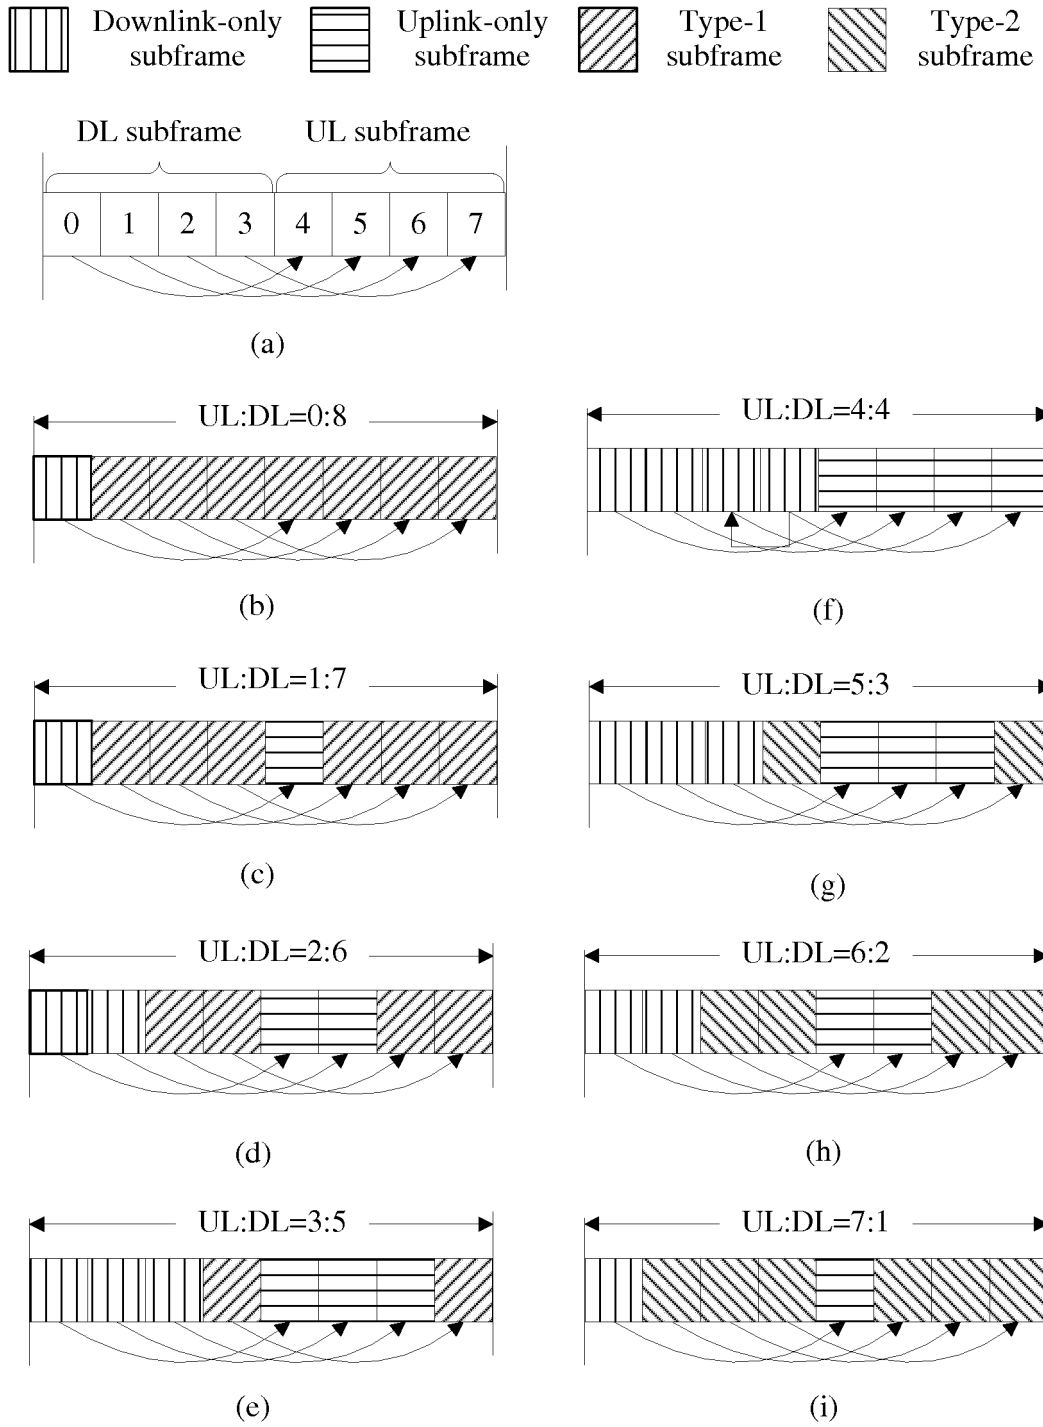 Downlink-only
subframe
Uplink-only
subframe
Type-1
subframe
Type-2
subframe
DL subframe
UL subframe
0 1 2 3 4 5 6 7
(a)
UL:DL=0:8
(b)
UL:DL=1:7
(c)
UL:DL=2:6
(d)
UL:DL=3:5
(e)
UL:DL=4:4
(f)
UL:DL=5:3
(g)
UL:DL=6:2
(h)
UL:DL=7:1
(i)